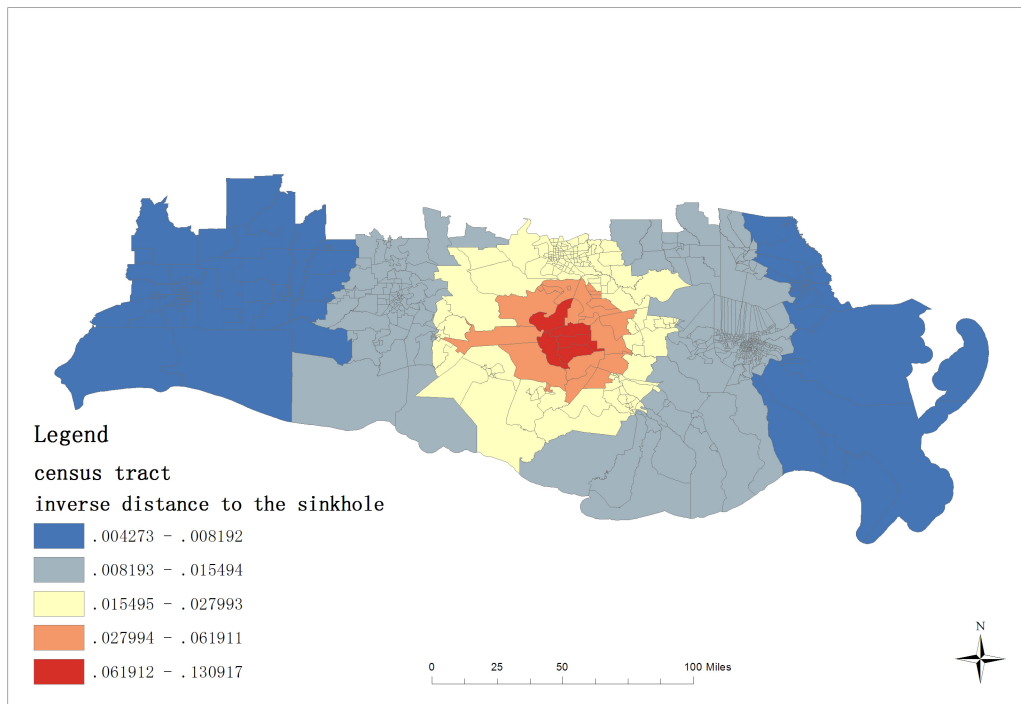 Legend
census tract
inverse distance to the sinkhole
.004273 - .008192
.008193 - .015494
.015495 - .027993
.027994 - .061911
.061912 - .130917
0 25 50 100 Miles
N